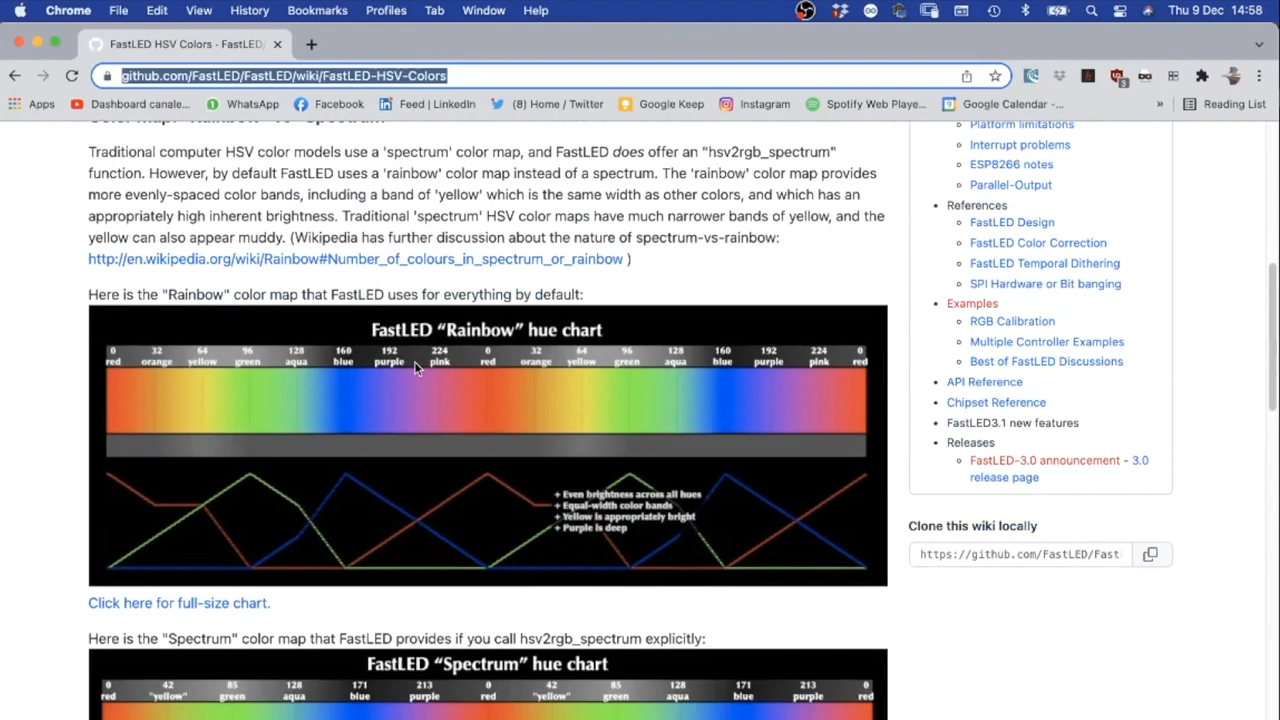 Chrome File Edit View History Bookmarks Profiles Tab Window Help Thu 9 Dec 14:58
FastLED HSV Colors - FastLED/
github.com/FastLED/FastLED/wiki/FastLED-HSV-Colors
3
Apps Dashboard canale... WhatsApp Facebook Feed | LinkedIn (8) Home / Twitter Google Keep Instagram Spotify Web Playe... Google Calendar -... » Reading List
Traditional computer HSV color models use a 'spectrum' color map, and FastLED does offer an "hsv2rgb_spectrum"
function. However, by default FastLED uses a 'rainbow' color map instead of a spectrum. The 'rainbow' color map provides
more evenly-spaced color bands, including a band of 'yellow' which is the same width as other colors, and which has an
appropriately high inherent brightness. Traditional 'spectrum' HSV color maps have much narrower bands of yellow, and the
yellow can also appear muddy. (Wikipedia has further discussion about the nature of spectrum-vs-rainbow:
http://en.wikipedia.org/wiki/Rainbow#Number_of_colours_in_spectrum_or_rainbow )
Here is the "Rainbow" color map that FastLED uses for everything by default:
FastLED “Rainbow” hue chart
0 32 64 96 128 160 192 224 0 32 64 96 128 160 192 224 0
red orange yellow green aqua blue purple pink red orange yellow green aqua blue purple pink red
+ Even brightness across all hues
+ Equal-width color bands
+ Yellow is appropriately bright
+ Purple is deep
Click here for full-size chart.
Here is the "Spectrum" color map that FastLED provides if you call hsv2rgb_spectrum explicitly:
FastLED “Spectrum” hue chart
0 42 85 128 171 213 0 42 85 128 171 213 0
red "yellow" green aqua blue purple red "yellow" green aqua blue purple red
Platform limitations
Interrupt problems
ESP8266 notes
Parallel-Output
References
FastLED Design
FastLED Color Correction
FastLED Temporal Dithering
SPI Hardware or Bit banging
Examples
RGB Calibration
Multiple Controller Examples
Best of FastLED Discussions
API Reference
Chipset Reference
FastLED3.1 new features
Releases
FastLED-3.0 announcement - 3.0
release page
Clone this wiki locally
https://github.com/FastLED/Fast